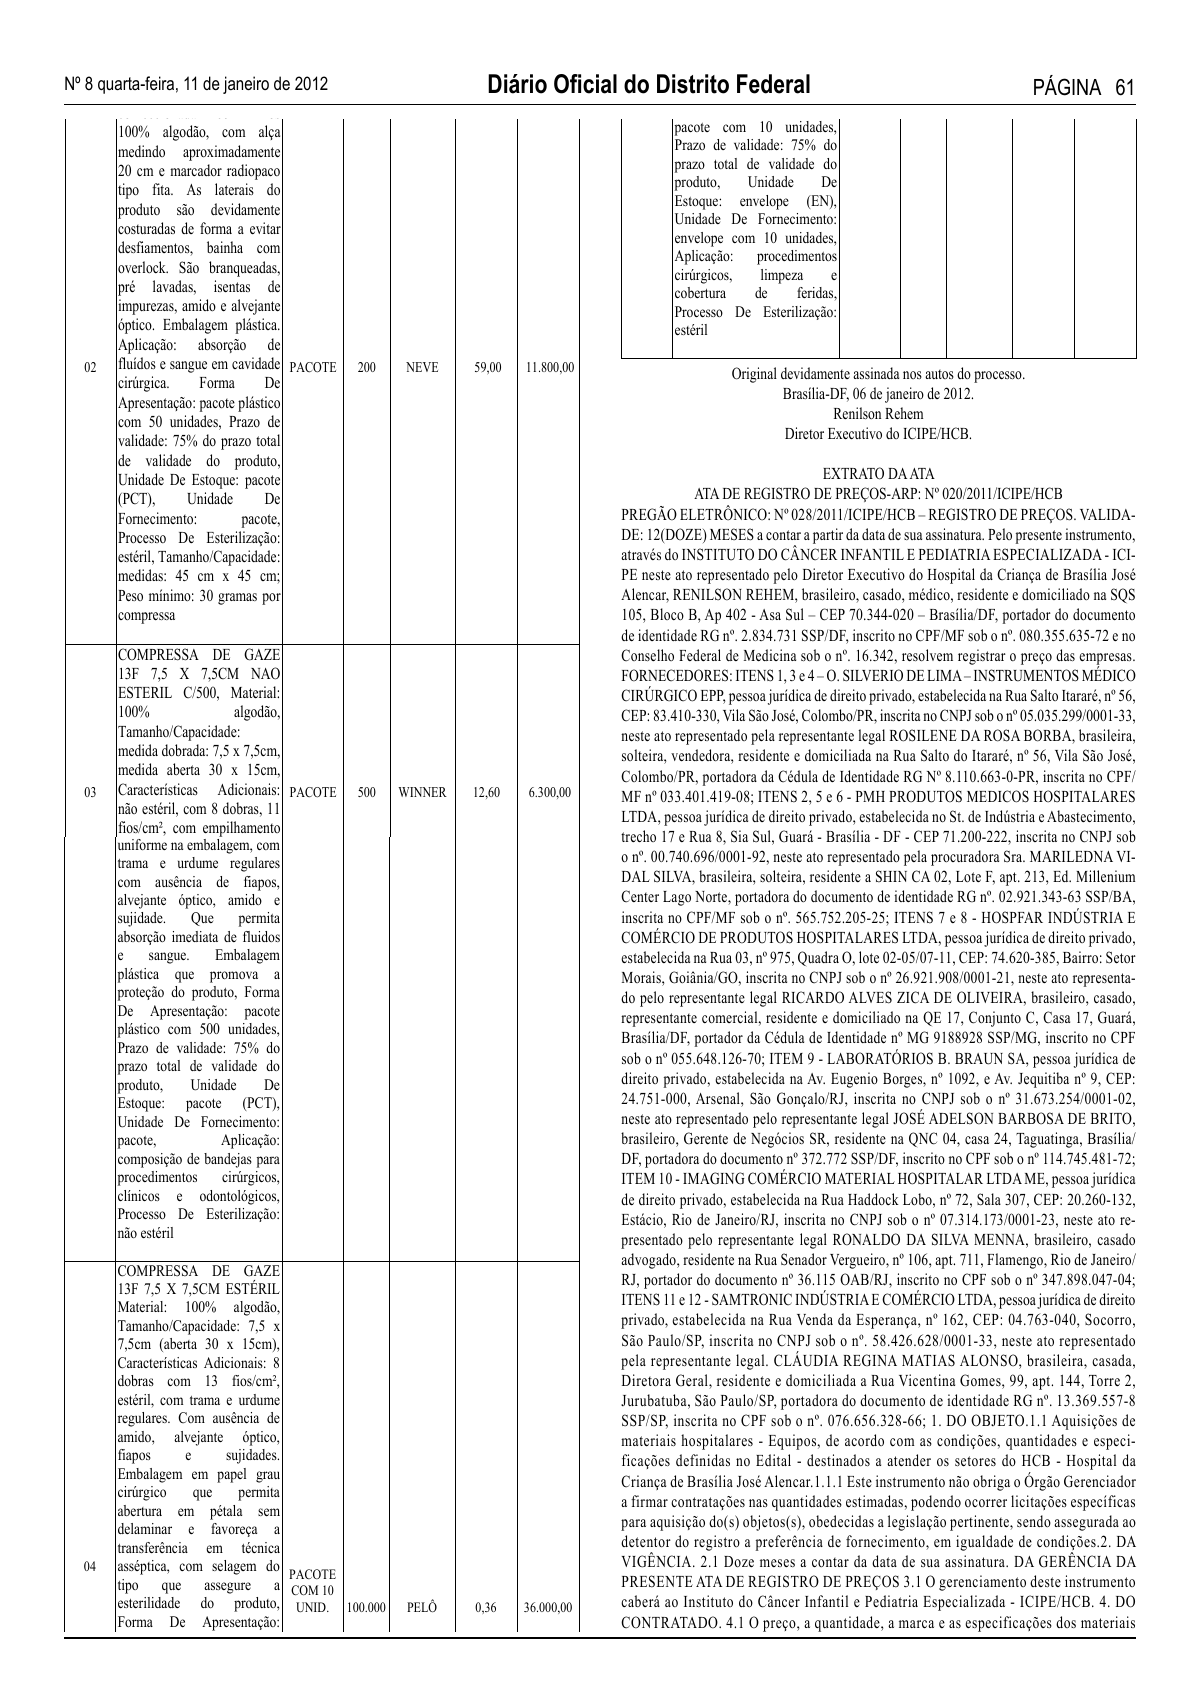 Nº 8 quarta-feira, 11 de janeiro de 2012
Diário Oficial do Distrito Federal
PÁGINA 61
100% algodão, com alça
medindo aproximadamente
20 cm e marcador radiopaco
tipo fita. As laterais do
produto são devidamente
costuradas de forma a evitar
desfiamentos, bainha com
overlock. São branqueadas,
pré lavadas, isentas de
impurezas, amido e alvejante
óptico. Embalagem plástica.
Aplicação: absorção de
02 fluídos e sangue em cavidade PACOTE 200 NEVE 59,00 11.800,00
cirúrgica. Forma De
Apresentação: pacote plástico
com 50 unidades, Prazo de
validade: 75% do prazo total
de validade do produto,
Unidade De Estoque: pacote
(PCT), Unidade De
Fornecimento: pacote,
Processo De Esterilização:
estéril, Tamanho/Capacidade:
medidas: 45 cm x 45 cm;
Peso mínimo: 30 gramas por
compressa
COMPRESSA DE GAZE
13F 7,5 X 7,5CM NAO
ESTERIL C/500, Material:
100% algodão,
Tamanho/Capacidade:
medida dobrada: 7,5 x 7,5cm,
medida aberta 30 x 15cm,
03 Características Adicionais: PACOTE 500 WINNER 12,60 6.300,00
não estéril, com 8 dobras, 11
fios/cm², com empilhamento
uniforme na embalagem, com
trama e urdume regulares
com ausência de fiapos,
alvejante óptico, amido e
sujidade. Que permita
absorção imediata de fluidos
e sangue. Embalagem
plástica que promova a
proteção do produto, Forma
De Apresentação: pacote
plástico com 500 unidades,
Prazo de validade: 75% do
prazo total de validade do
produto, Unidade De
Estoque: pacote (PCT),
Unidade De Fornecimento:
pacote, Aplicação:
composição de bandejas para
procedimentos cirúrgicos,
clínicos e odontológicos,
Processo De Esterilização:
não estéril
COMPRESSA DE GAZE
13F 7,5 X 7,5CM ESTÉRIL
Material: 100% algodão,
Tamanho/Capacidade: 7,5 x
7,5cm (aberta 30 x 15cm),
Características Adicionais: 8
dobras com 13 fios/cm²,
estéril, com trama e urdume
regulares. Com ausência de
amido, alvejante óptico,
fiapos e sujidades.
Embalagem em papel grau
cirúrgico que permita
abertura em pétala sem
delaminar e favoreça a
transferência em técnica
04 asséptica, com selagem do PACOTE
tipo que assegure a COM 10
esterilidade do produto, UNID. 100.000 PELÔ 0,36 36.000,00
Forma De Apresentação:
pacote com 10 unidades,
Prazo de validade: 75% do
prazo total de validade do
produto, Unidade De
Estoque: envelope (EN),
Unidade De Fornecimento:
envelope com 10 unidades,
Aplicação: procedimentos
cirúrgicos, limpeza e
cobertura de feridas,
Processo De Esterilização:
estéril
Original devidamente assinada nos autos do processo.
Brasília-DF, 06 de janeiro de 2012.
Renilson Rehem
Diretor Executivo do ICIPE/HCB.
EXTRATO DA ATA
ATA DE REGISTRO DE PREÇOS-ARP: Nº 020/2011/ICIPE/HCB
PREGÃO ELETRÔNICO: Nº 028/2011/ICIPE/HCB – REGISTRO DE PREÇOS. VALIDA-
DE: 12(DOZE) MESES a contar a partir da data de sua assinatura. Pelo presente instrumento,
através do INSTITUTO DO CÂNCER INFANTIL E PEDIATRIA ESPECIALIZADA - ICI-
PE neste ato representado pelo Diretor Executivo do Hospital da Criança de Brasília José
Alencar, RENILSON REHEM, brasileiro, casado, médico, residente e domiciliado na SQS
105, Bloco B, Ap 402 - Asa Sul – CEP 70.344-020 – Brasília/DF, portador do documento
de identidade RG nº. 2.834.731 SSP/DF, inscrito no CPF/MF sob o nº. 080.355.635-72 e no
Conselho Federal de Medicina sob o nº. 16.342, resolvem registrar o preço das empresas.
FORNECEDORES: ITENS 1, 3 e 4 – O. SILVERIO DE LIMA – INSTRUMENTOS MÉDICO
CIRÚRGICO EPP, pessoa jurídica de direito privado, estabelecida na Rua Salto Itararé, nº 56,
CEP: 83.410-330, Vila São José, Colombo/PR, inscrita no CNPJ sob o nº 05.035.299/0001-33,
neste ato representado pela representante legal ROSILENE DA ROSA BORBA, brasileira,
solteira, vendedora, residente e domiciliada na Rua Salto do Itararé, nº 56, Vila São José,
Colombo/PR, portadora da Cédula de Identidade RG Nº 8.110.663-0-PR, inscrita no CPF/
MF nº 033.401.419-08; ITENS 2, 5 e 6 - PMH PRODUTOS MEDICOS HOSPITALARES
LTDA, pessoa jurídica de direito privado, estabelecida no St. de Indústria e Abastecimento,
trecho 17 e Rua 8, Sia Sul, Guará - Brasília - DF - CEP 71.200-222, inscrita no CNPJ sob
o nº. 00.740.696/0001-92, neste ato representado pela procuradora Sra. MARILEDNA VI-
DAL SILVA, brasileira, solteira, residente a SHIN CA 02, Lote F, apt. 213, Ed. Millenium
Center Lago Norte, portadora do documento de identidade RG nº. 02.921.343-63 SSP/BA,
inscrita no CPF/MF sob o nº. 565.752.205-25; ITENS 7 e 8 - HOSPFAR INDÚSTRIA E
COMÉRCIO DE PRODUTOS HOSPITALARES LTDA, pessoa jurídica de direito privado,
estabelecida na Rua 03, nº 975, Quadra O, lote 02-05/07-11, CEP: 74.620-385, Bairro: Setor
Morais, Goiânia/GO, inscrita no CNPJ sob o nº 26.921.908/0001-21, neste ato representa-
do pelo representante legal RICARDO ALVES ZICA DE OLIVEIRA, brasileiro, casado,
representante comercial, residente e domiciliado na QE 17, Conjunto C, Casa 17, Guará,
Brasília/DF, portador da Cédula de Identidade nº MG 9188928 SSP/MG, inscrito no CPF
sob o nº 055.648.126-70; ITEM 9 - LABORATÓRIOS B. BRAUN SA, pessoa jurídica de
direito privado, estabelecida na Av. Eugenio Borges, nº 1092, e Av. Jequitiba nº 9, CEP:
24.751-000, Arsenal, São Gonçalo/RJ, inscrita no CNPJ sob o nº 31.673.254/0001-02,
neste ato representado pelo representante legal JOSÉ ADELSON BARBOSA DE BRITO,
brasileiro, Gerente de Negócios SR, residente na QNC 04, casa 24, Taguatinga, Brasília/
DF, portadora do documento nº 372.772 SSP/DF, inscrito no CPF sob o nº 114.745.481-72;
ITEM 10 - IMAGING COMÉRCIO MATERIAL HOSPITALAR LTDA ME, pessoa jurídica
de direito privado, estabelecida na Rua Haddock Lobo, nº 72, Sala 307, CEP: 20.260-132,
Estácio, Rio de Janeiro/RJ, inscrita no CNPJ sob o nº 07.314.173/0001-23, neste ato re-
presentado pelo representante legal RONALDO DA SILVA MENNA, brasileiro, casado
advogado, residente na Rua Senador Vergueiro, nº 106, apt. 711, Flamengo, Rio de Janeiro/
RJ, portador do documento nº 36.115 OAB/RJ, inscrito no CPF sob o nº 347.898.047-04;
ITENS 11 e 12 - SAMTRONIC INDÚSTRIA E COMÉRCIO LTDA, pessoa jurídica de direito
privado, estabelecida na Rua Venda da Esperança, nº 162, CEP: 04.763-040, Socorro,
São Paulo/SP, inscrita no CNPJ sob o nº. 58.426.628/0001-33, neste ato representado
pela representante legal. CLÁUDIA REGINA MATIAS ALONSO, brasileira, casada,
Diretora Geral, residente e domiciliada a Rua Vicentina Gomes, 99, apt. 144, Torre 2,
Jurubatuba, São Paulo/SP, portadora do documento de identidade RG nº. 13.369.557-8
SSP/SP, inscrita no CPF sob o nº. 076.656.328-66; 1. DO OBJETO.1.1 Aquisições de
materiais hospitalares - Equipos, de acordo com as condições, quantidades e especi-
ficações definidas no Edital - destinados a atender os setores do HCB - Hospital da
Criança de Brasília José Alencar.1.1.1 Este instrumento não obriga o Órgão Gerenciador
a firmar contratações nas quantidades estimadas, podendo ocorrer licitações específicas
para aquisição do(s) objetos(s), obedecidas a legislação pertinente, sendo assegurada ao
detentor do registro a preferência de fornecimento, em igualdade de condições.2. DA
VIGÊNCIA. 2.1 Doze meses a contar da data de sua assinatura. DA GERÊNCIA DA
PRESENTE ATA DE REGISTRO DE PREÇOS 3.1 O gerenciamento deste instrumento
caberá ao Instituto do Câncer Infantil e Pediatria Especializada - ICIPE/HCB. 4. DO
CONTRATADO. 4.1 O preço, a quantidade, a marca e as especificações dos materiais